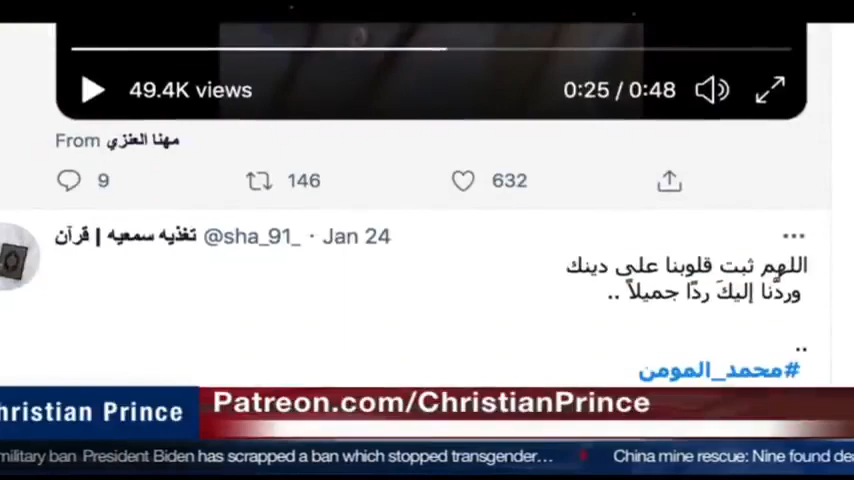 49.4K views
0:25 / 0:48
From مهنا العنزي
9 146 632
تغذيه سمعيه | قرآن @sha_91_ · Jan 24
اللهم ثبت قلوبنا على دينك
وردَّنا إليكَ ردًا جميلاً ..
..
#محمد_المومن
hristian Prince
Patreon.com/ChristianPrince
military ban President Biden has scrapped a ban which stopped transgender...
China mine rescue: Nine found de